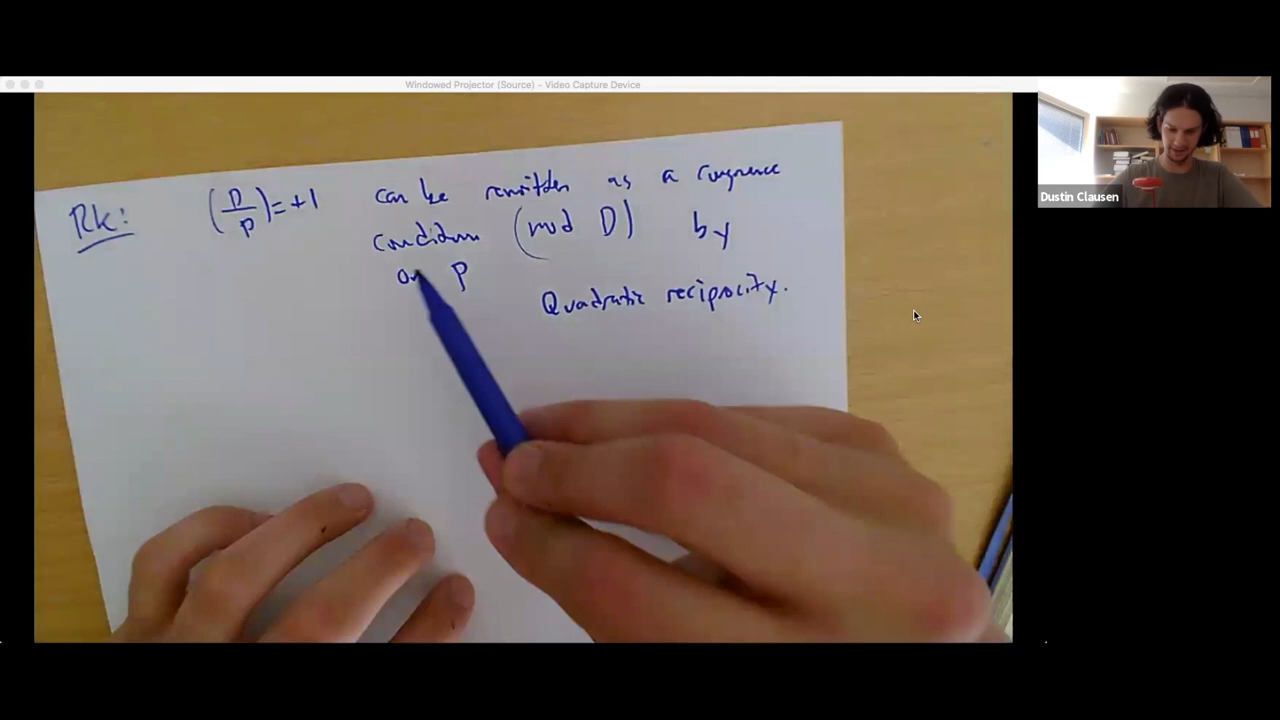 Windowed Projector (Source) - Video Capture Device
Rk: (D/p) = +1 can be rewritten as a congruence
condition (mod D) by
on p
Quadratic reciprocity.
Dustin Clausen